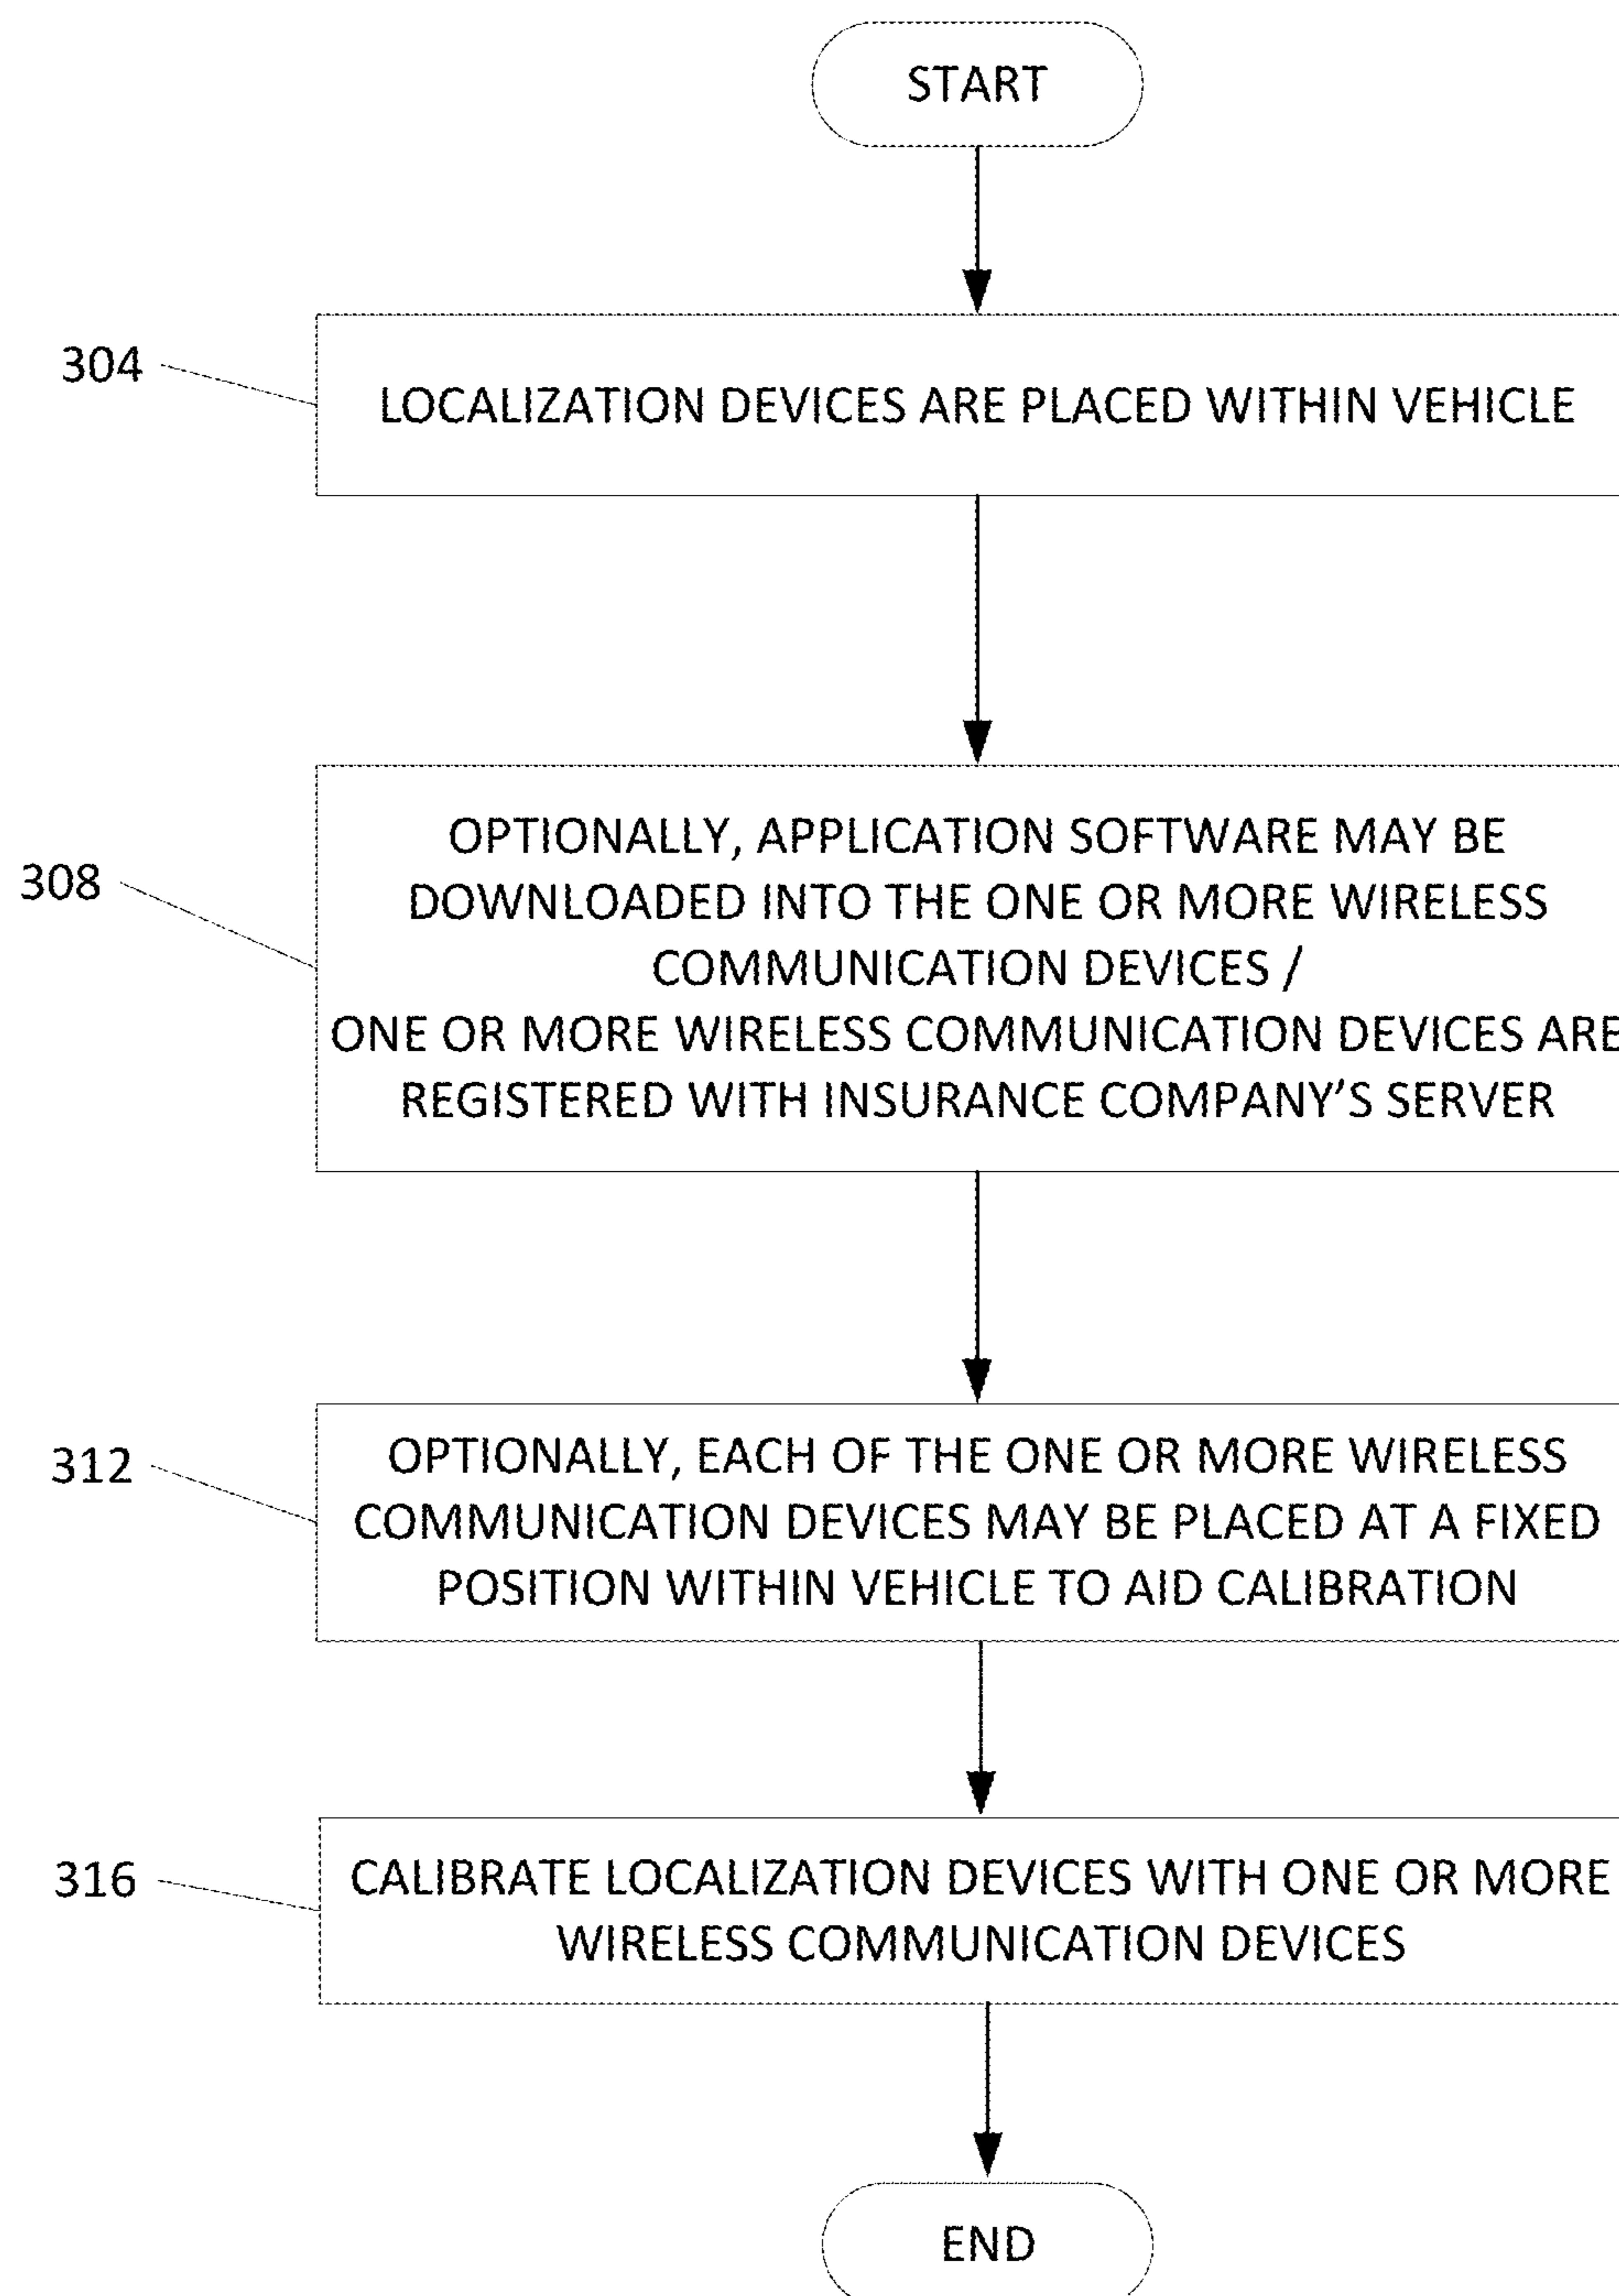 START
304
LOCALIZATION DEVICES ARE PLACED WITHIN VEHICLE
308
OPTIONALLY, APPLICATION SOFTWARE MAY BE
DOWNLOADED INTO THE ONE OR MORE WIRELESS
COMMUNICATION DEVICES /
ONE OR MORE WIRELESS COMMUNICATION DEVICES ARE
REGISTERED WITH INSURANCE COMPANY'S SERVER
312
OPTIONALLY, EACH OF THE ONE OR MORE WIRELESS
COMMUNICATION DEVICES MAY BE PLACED AT A FIXED
POSITION WITHIN VEHICLE TO AID CALIBRATION
316
CALIBRATE LOCALIZATION DEVICES WITH ONE OR MORE
WIRELESS COMMUNICATION DEVICES
END